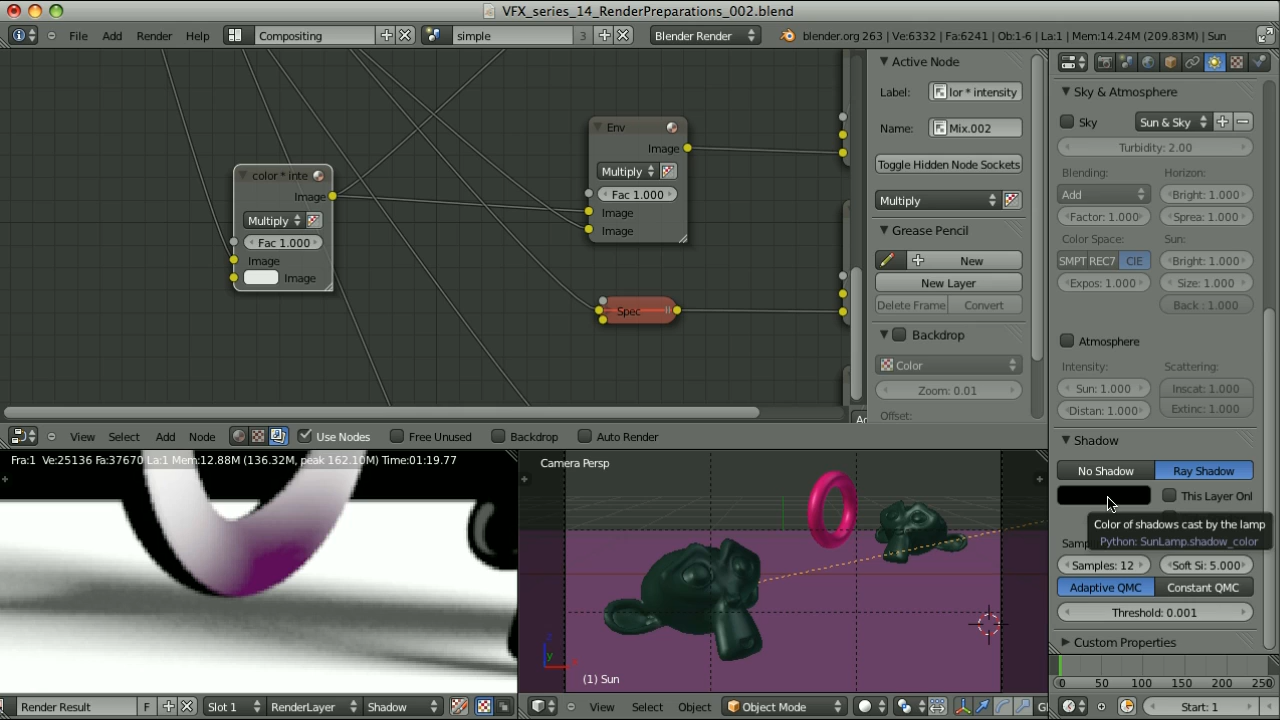 VFX_series_14_RenderPreparations_002.blend
File Add Render Help Compositing simple 3 Blender Render blender.org 263 | Ve:6332 | Fa:6241 | Ob:1-6 | La:1 | Mem:14.24M (209.83M) | Sun
color * inte
Image
Multiply
Fac 1.000
Image
Image
Env
Image
Multiply
Fac 1.000
Image
Image
Spec
Active Node
Label: lor * intensity
Name: Mix.002
Toggle Hidden Node Sockets
Multiply
Grease Pencil
New
New Layer
Delete Frame Convert
Backdrop
Color
Zoom: 0.01
Offset:
Sky & Atmosphere
Sky Sun & Sky
Turbidity: 2.00
Blending: Horizon:
Add Bright: 1.000
Factor: 1.000 Sprea: 1.000
Color Space: Sun:
SMPT REC7 CIE Bright: 1.000
Expos: 1.000 Size: 1.000
Back : 1.000
Atmosphere
Intensity: Scattering:
Sun: 1.000 Inscat: 1.000
Distan: 1.000 Extinc: 1.000
Shadow
No Shadow Ray Shadow
This Layer Onl
Color of shadows cast by the lamp
Python: SunLamp.shadow_color
Samp
Samples: 12 Soft Si: 5.000
Adaptive QMC Constant QMC
Threshold: 0.001
Custom Properties
View Select Add Node Use Nodes Free Unused Backdrop Auto Render
Fra:1 Ve:25136 Fa:37670 La:1 Mem:12.88M (136.32M, peak 162.10M) Time:01:19.77
Camera Persp
(1) Sun
Render Result F Slot 1 RenderLayer Shadow
View Select Object Object Mode Gl
0 50 100 150 200 250
Start: 1